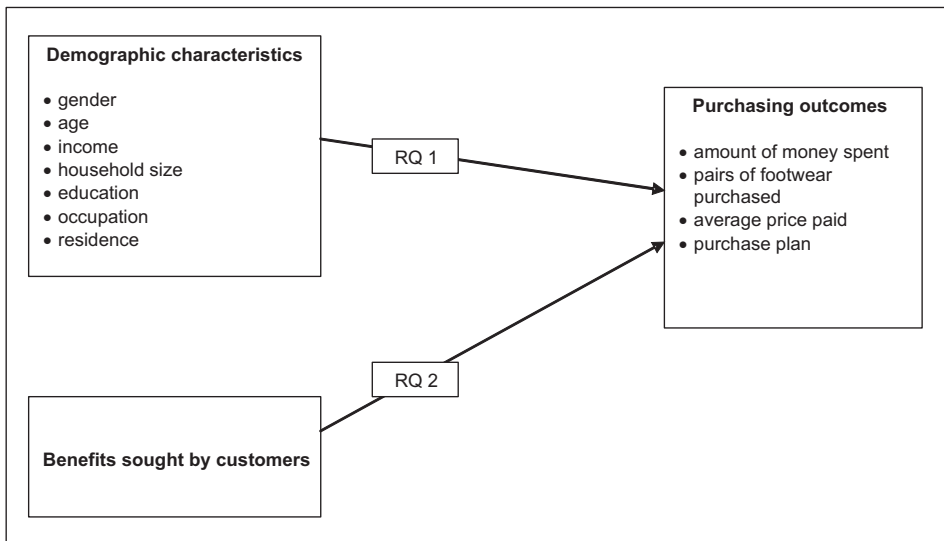 Demographic characteristics
• gender
• age
• income
• household size
• education
• occupation
• residence
RQ 1
Purchasing outcomes
• amount of money spent
• pairs of footwear
purchased
• average price paid
• purchase plan
RQ 2
Benefits sought by customers